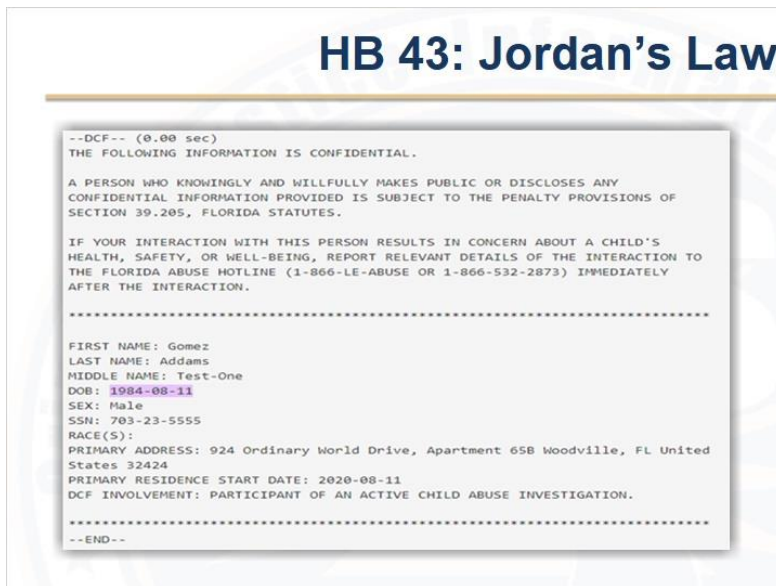 HB 43: Jordan's Law
--DCF-- (0.00 sec)
THE FOLLOWING INFORMATION IS CONFIDENTIAL.
A PERSON WHO KNOWINGLY AND WILLFULLY MAKES PUBLIC OR DISCLOSES ANY
CONFIDENTIAL INFORMATION PROVIDED IS SUBJECT TO THE PENALTY PROVISIONS OF
SECTION 39.205, FLORIDA STATUTES.
IF YOUR INTERACTION WITH THIS PERSON RESULTS IN CONCERN ABOUT A CHILD'S
HEALTH, SAFETY, OR WELL-BEING, REPORT RELEVANT DETAILS OF THE INTERACTION TO
THE FLORIDA ABUSE HOTLINE (1-866-LE-ABUSE OR 1-866-532-2873) IMMEDIATELY
AFTER THE INTERACTION.
******************************************************************************
FIRST NAME: Gomez
LAST NAME: Addams
MIDDLE NAME: Test-One
DOB: 1984-08-11
SEX: Male
SSN: 703-23-5555
RACE(S):
PRIMARY ADDRESS: 924 Ordinary World Drive, Apartment 65B Woodville, FL United
States 32424
PRIMARY RESIDENCE START DATE: 2020-08-11
DCF INVOLVEMENT: PARTICIPANT OF AN ACTIVE CHILD ABUSE INVESTIGATION.
******************************************************************************
--END--